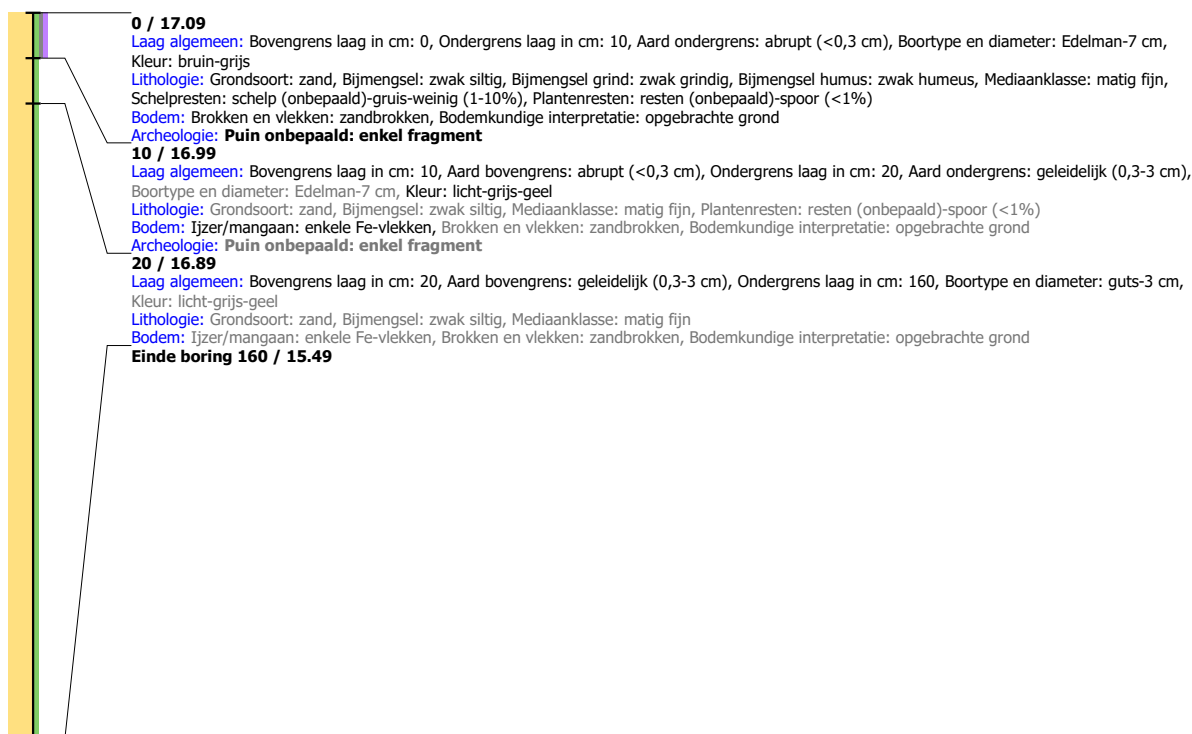 0 / 17.09
Laag algemeen: Bovengrens laag in cm: 0, Ondergrens laag in cm: 10, Aard ondergrens: abrupt (<0,3 cm), Boortype en diameter: Edelman-7 cm,
Kleur: bruin-grijs
Lithologie: Grondsoort: zand, Bijmengsel: zwak siltig, Bijmengsel grind: zwak grindig, Bijmengsel humus: zwak humeus, Mediaanklasse: matig fijn,
Schelpresten: schelp (onbepaald)-gruis-weinig (1-10%), Plantenresten: resten (onbepaald)-spoor (<1%)
Bodem: Brokken en vlekken: zandbrokken, Bodemkundige interpretatie: opgebrachte grond
Archeologie: Puin onbepaald: enkel fragment
10 / 16.99
Laag algemeen: Bovengrens laag in cm: 10, Aard bovengrens: abrupt (<0,3 cm), Ondergrens laag in cm: 20, Aard ondergrens: geleidelijk (0,3-3 cm),
Boortype en diameter: Edelman-7 cm, Kleur: licht-grijs-geel
Lithologie: Grondsoort: zand, Bijmengsel: zwak siltig, Mediaanklasse: matig fijn, Plantenresten: resten (onbepaald)-spoor (<1%)
Bodem: Ijzer/mangaan: enkele Fe-vlekken, Brokken en vlekken: zandbrokken, Bodemkundige interpretatie: opgebrachte grond
Archeologie: Puin onbepaald: enkel fragment
20 / 16.89
Laag algemeen: Bovengrens laag in cm: 20, Aard bovengrens: geleidelijk (0,3-3 cm), Ondergrens laag in cm: 160, Boortype en diameter: guts-3 cm,
Kleur: licht-grijs-geel
Lithologie: Grondsoort: zand, Bijmengsel: zwak siltig, Mediaanklasse: matig fijn
Bodem: Ijzer/mangaan: enkele Fe-vlekken, Brokken en vlekken: zandbrokken, Bodemkundige interpretatie: opgebrachte grond
Einde boring 160 / 15.49